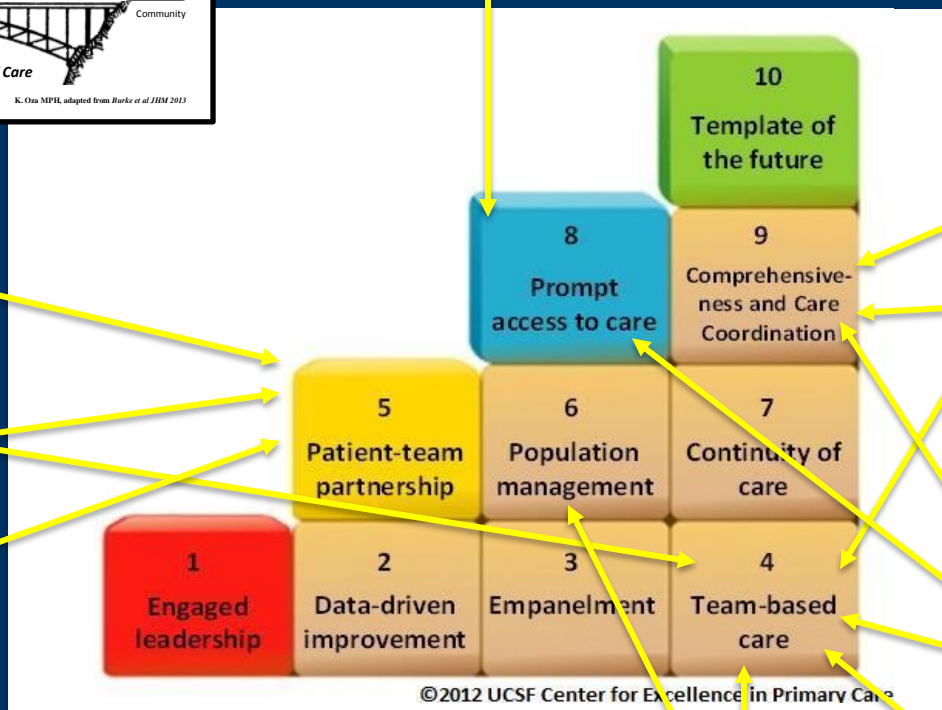 Community
Care
K. Oza MPH, adapted from Burke et al JHM 2013
10
Template of
the future
8
Prompt
access to care
9
Comprehensive-
ness and Care
Coordination
5
Patient-team
partnership
6
Population
management
7
Continuity of
care
1
Engaged
leadership
2
Data-driven
improvement
3
Empanelment
4
Team-based
care
©2012 UCSF Center for Excellence in Primary Care